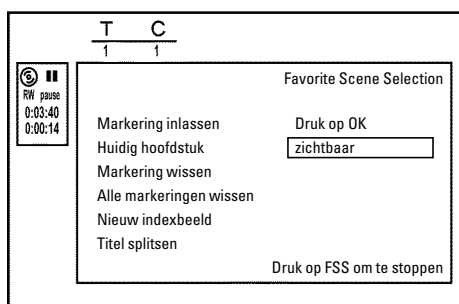 T C
1 1
RW pause
0:03:40
0:00:14
Favorite Scene Selection
Markering inlassen Druk op OK
Huidig hoofdstuk zichtbaar
Markering wissen
Alle markeringen wissen
Nieuw indexbeeld
Titel splitsen
Druk op FSS om te stoppen